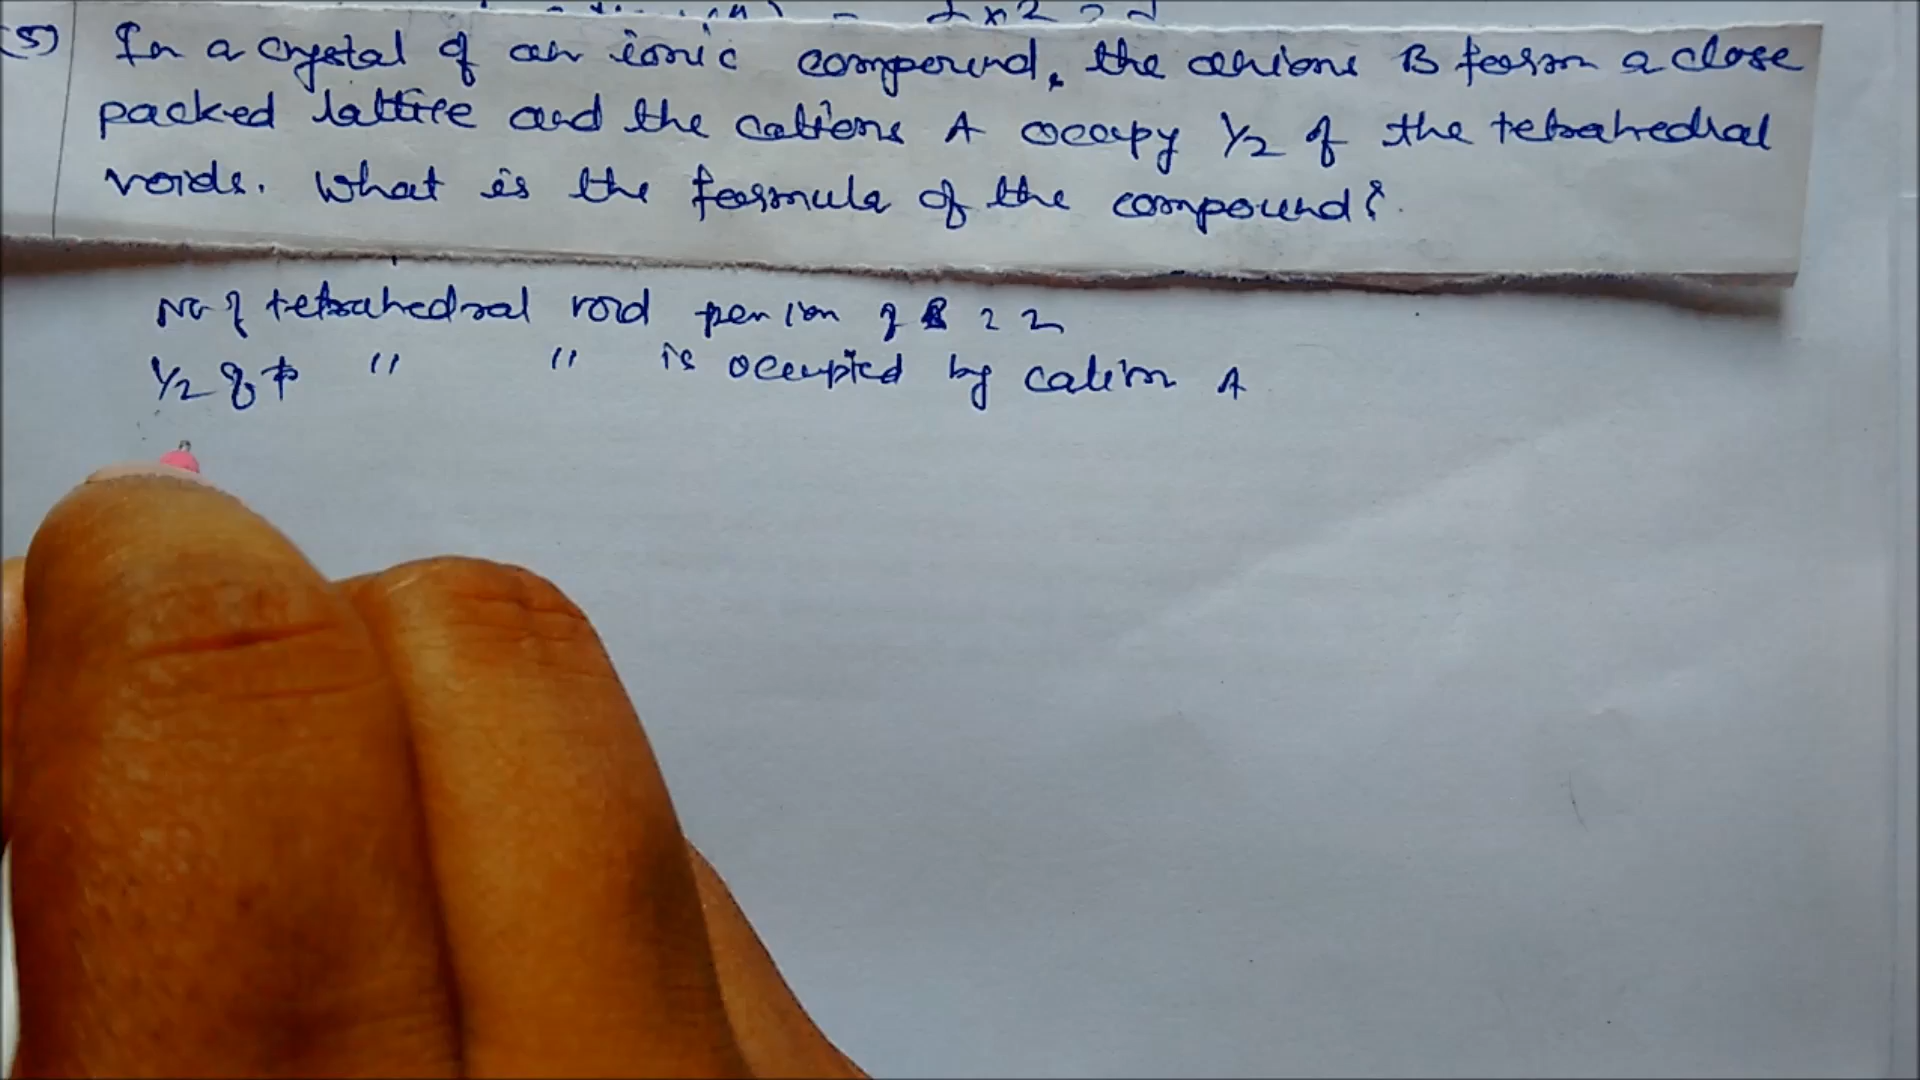 (5) In a crystal of an ionic compound, the anions B form a close
packed lattice and the cations A occupy 1/2 of the tetrahedral
voids. What is the formula of the compound?
No of tetrahedral void per ion of B = 2
1/2 of " " is occupied by cation A